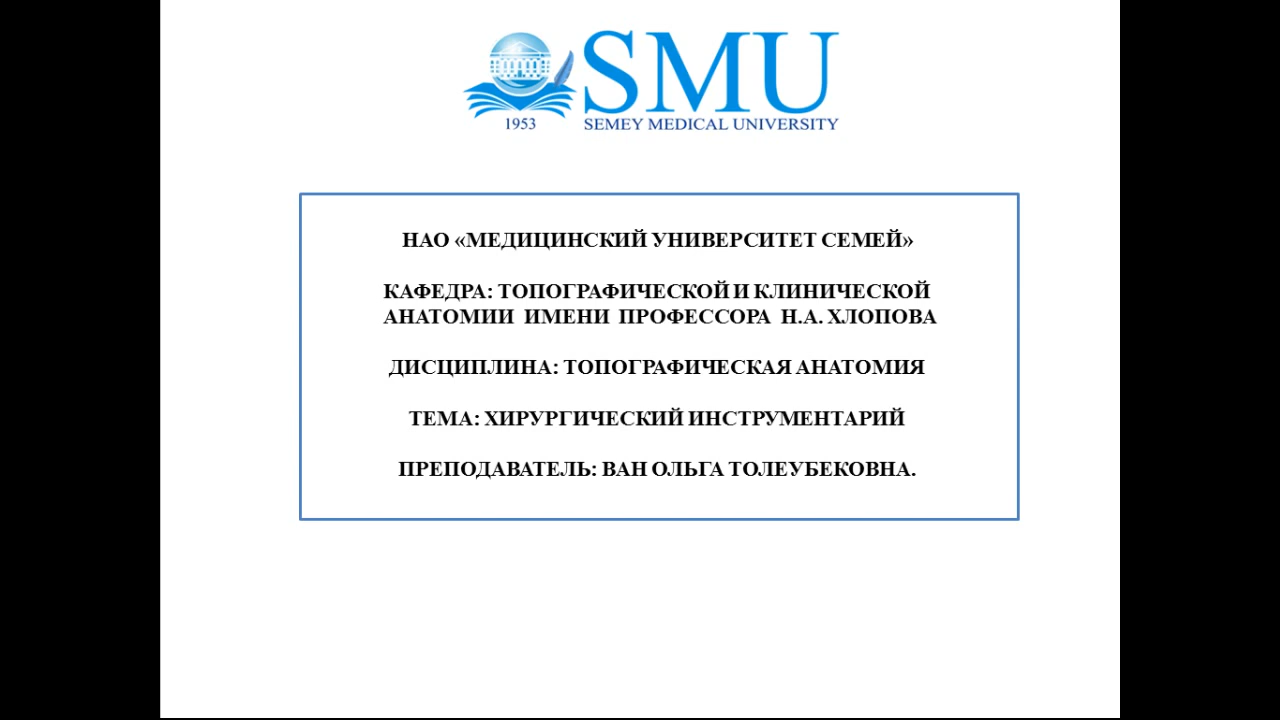 SMU
1953
SEMEY MEDICAL UNIVERSITY
НАО «МЕДИЦИНСКИЙ УНИВЕРСИТЕТ СЕМЕЙ»
КАФЕДРА: ТОПОГРАФИЧЕСКОЙ И КЛИНИЧЕСКОЙ
АНАТОМИИ ИМЕНИ ПРОФЕССОРА Н.А. ХЛОПОВА
ДИСЦИПЛИНА: ТОПОГРАФИЧЕСКАЯ АНАТОМИЯ
ТЕМА: ХИРУРГИЧЕСКИЙ ИНСТРУМЕНТАРИЙ
ПРЕПОДАВАТЕЛЬ: ВАН ОЛЬГА ТОЛЕУБЕКОВНА.